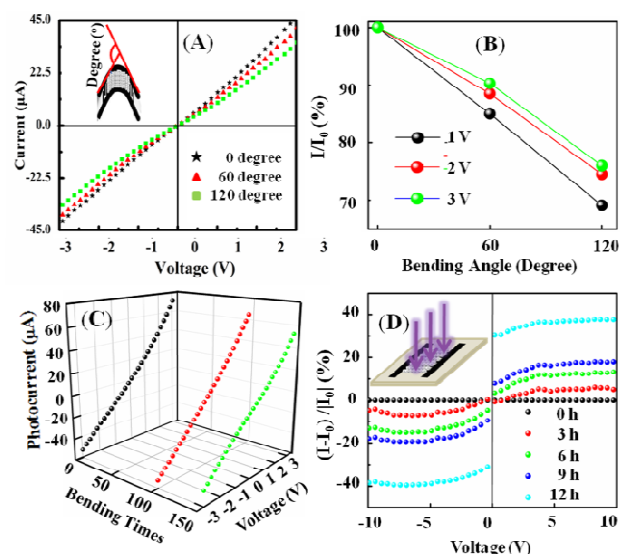 (A)
Degree (°)
Current (µA)
45.0
22.5
0.0
-22.5
-45.0
0 degree
60 degree
120 degree
-3 -2 -1 0 1 2 3
Voltage (V)
(B)
I/I0 (%)
100
90
80
70
.1 V
-2 V
-3 V
0 60 120
Bending Angle (Degree)
(C)
Photocurrent (µA)
80
60
40
20
0
-20
-40
0 50 100 150
Bending Times
-3 -2 -1 0 1 2 3
Voltage (V)
(D)
(I-I0)/|I0| (%)
40
20
0
-20
-40
0 h
3 h
6 h
9 h
12 h
-10 -5 0 5 10
Voltage (V)